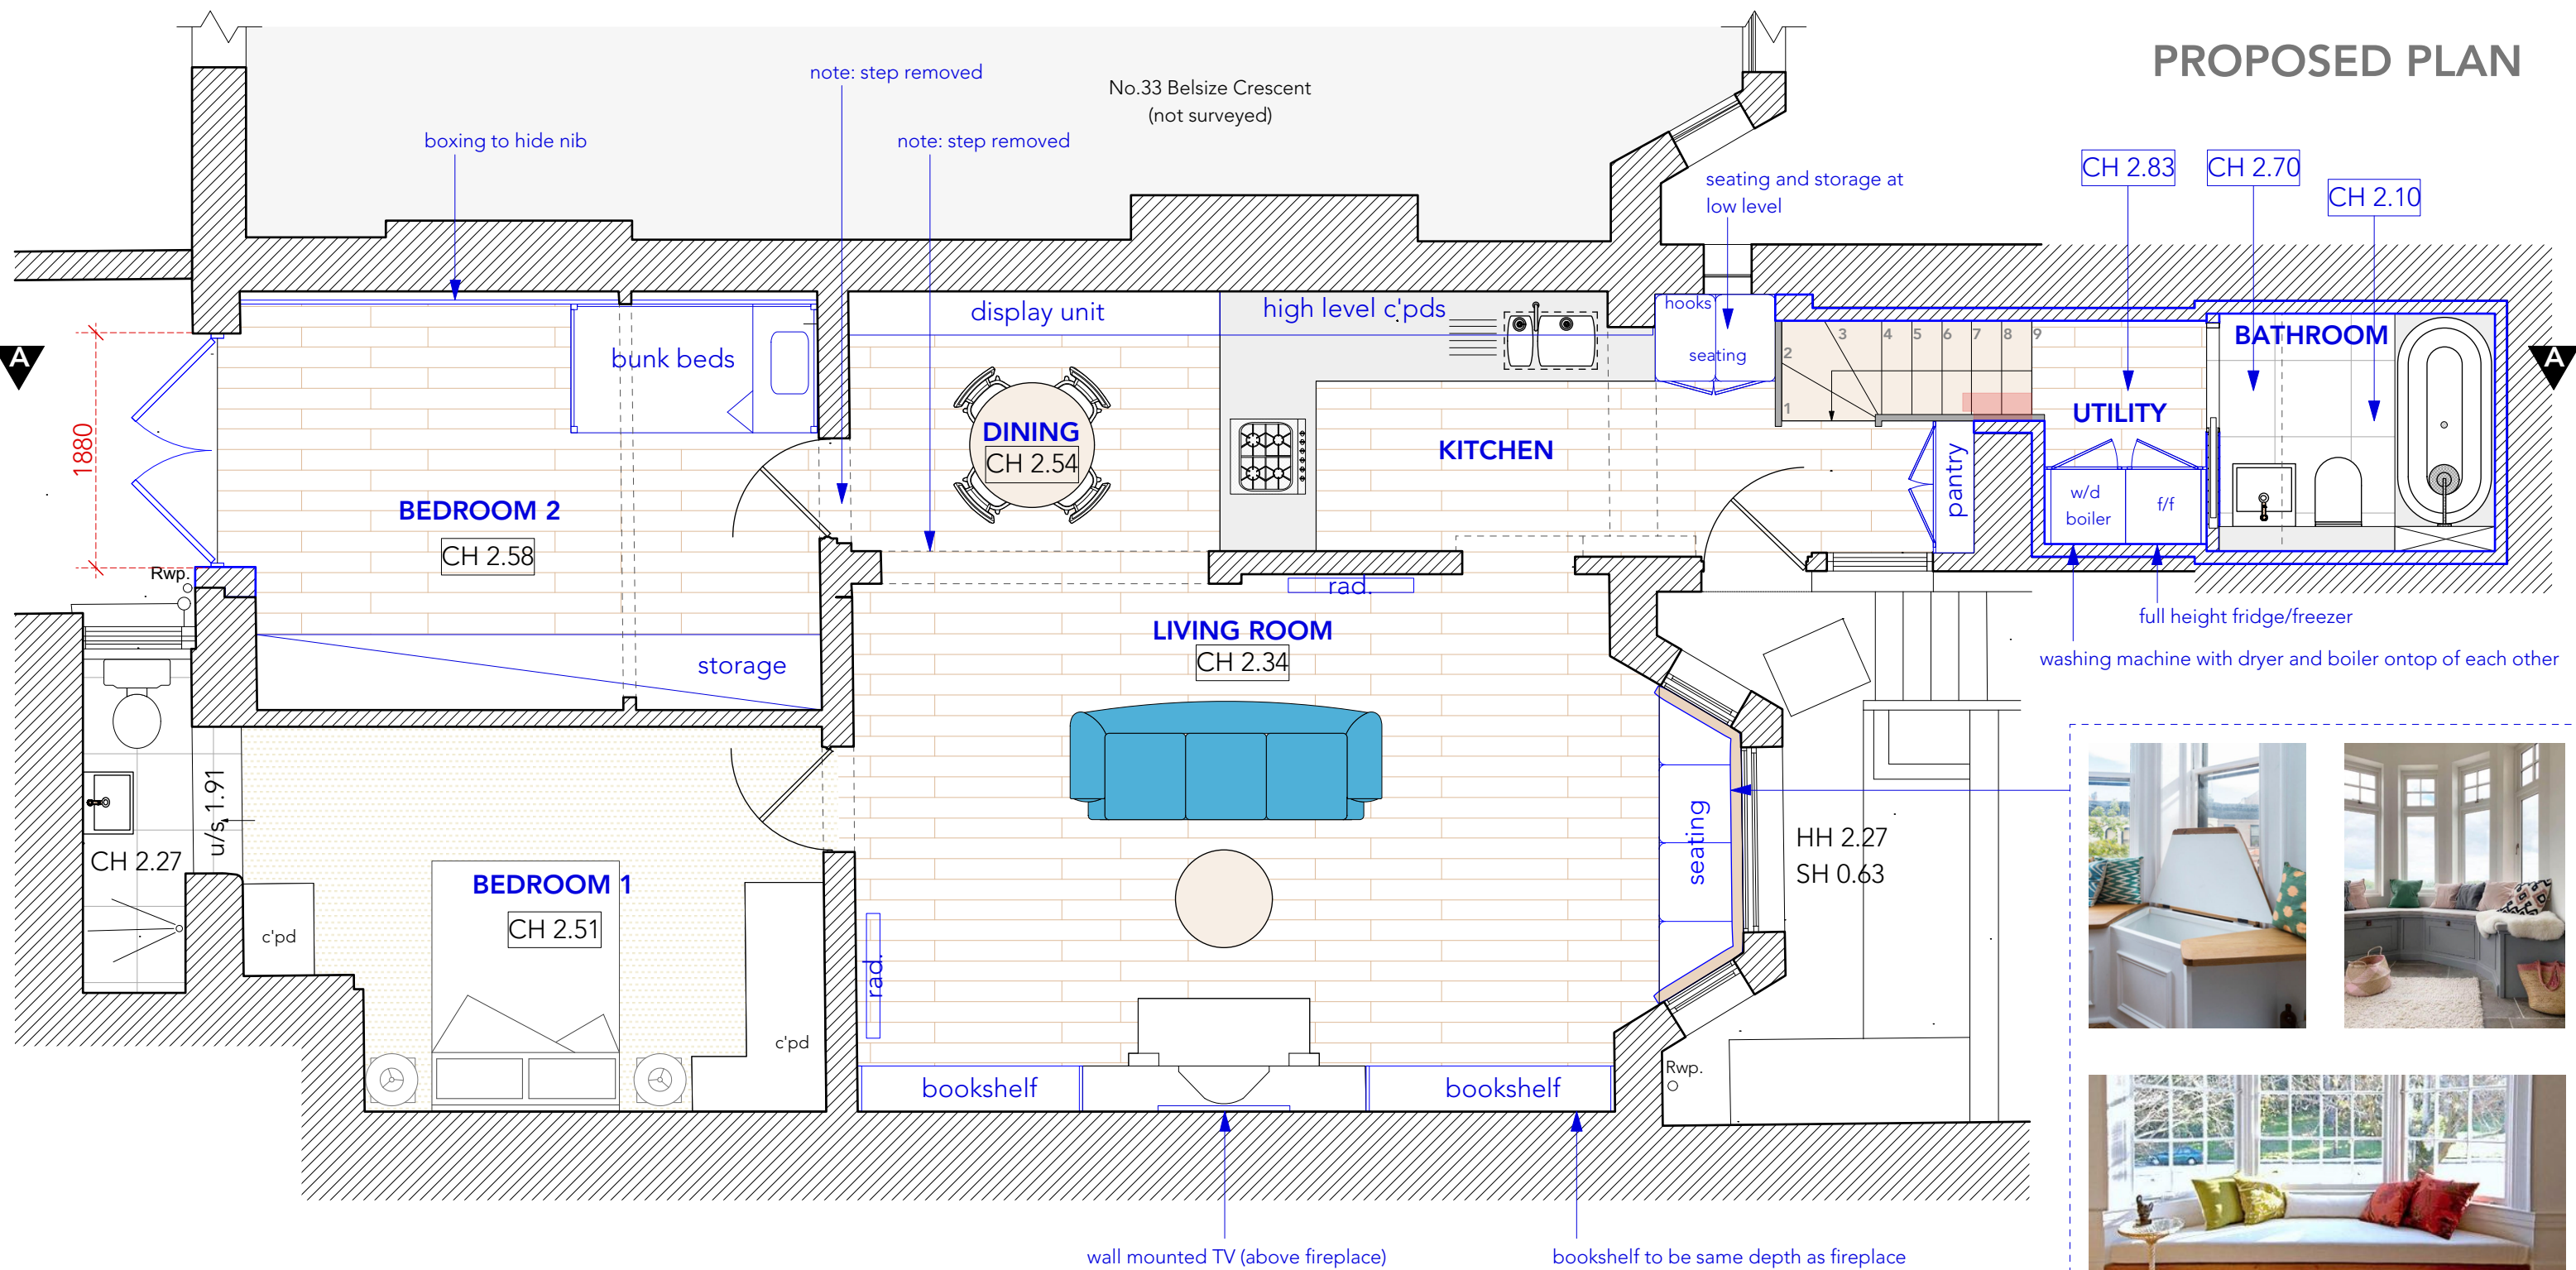 PROPOSED PLAN
note: step removed
No.33 Belsize Crescent
(not surveyed)
boxing to hide nib
note: step removed
seating and storage at
low level
CH 2.83
CH 2.70
CH 2.10
display unit
high level c'pds
hooks
seating
bunk beds
A
A
1880
1
2
3
4
5
6
7
8
9
BATHROOM
UTILITY
DINING
CH 2.54
KITCHEN
pantry
w/d
boiler
f/f
BEDROOM 2
CH 2.58
Rwp.
rad.
full height fridge/freezer
LIVING ROOM
CH 2.34
storage
washing machine with dryer and boiler ontop of each other
u/s 1.91
CH 2.27
seating
HH 2.27
SH 0.63
BEDROOM 1
CH 2.51
c'pd
rad.
c'pd
bookshelf
bookshelf
Rwp.
wall mounted TV (above fireplace)
bookshelf to be same depth as fireplace